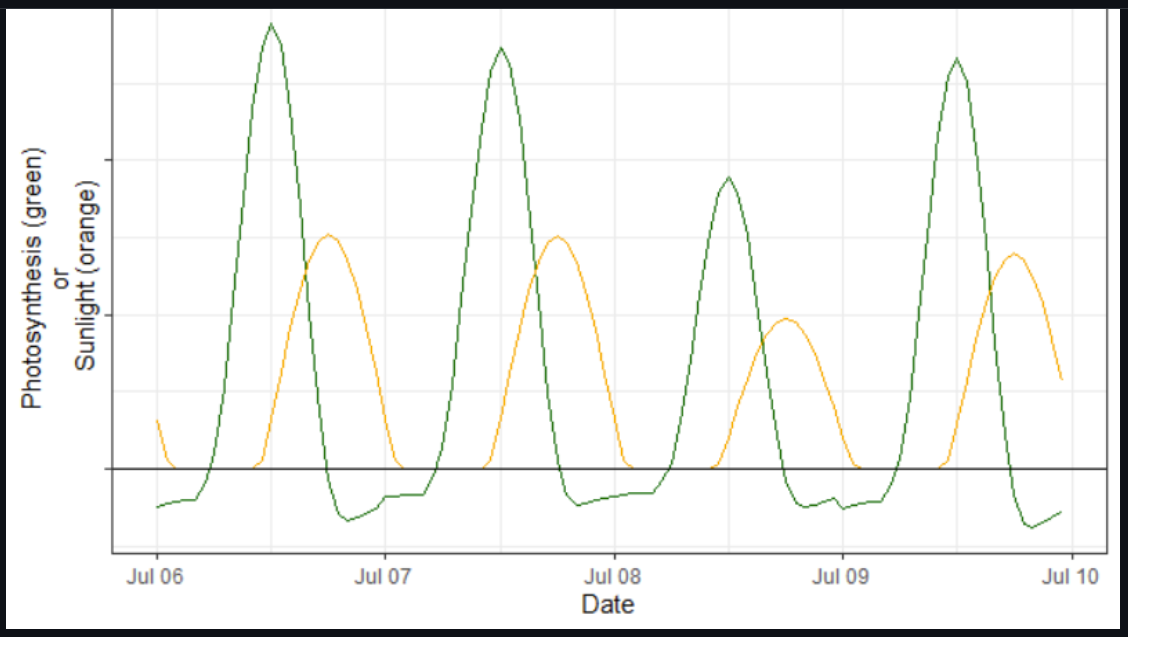 Photosynthesis (green)
or
Sunlight (orange)
Jul 06
Jul 07
Jul 08
Jul 09
Jul 10
Date